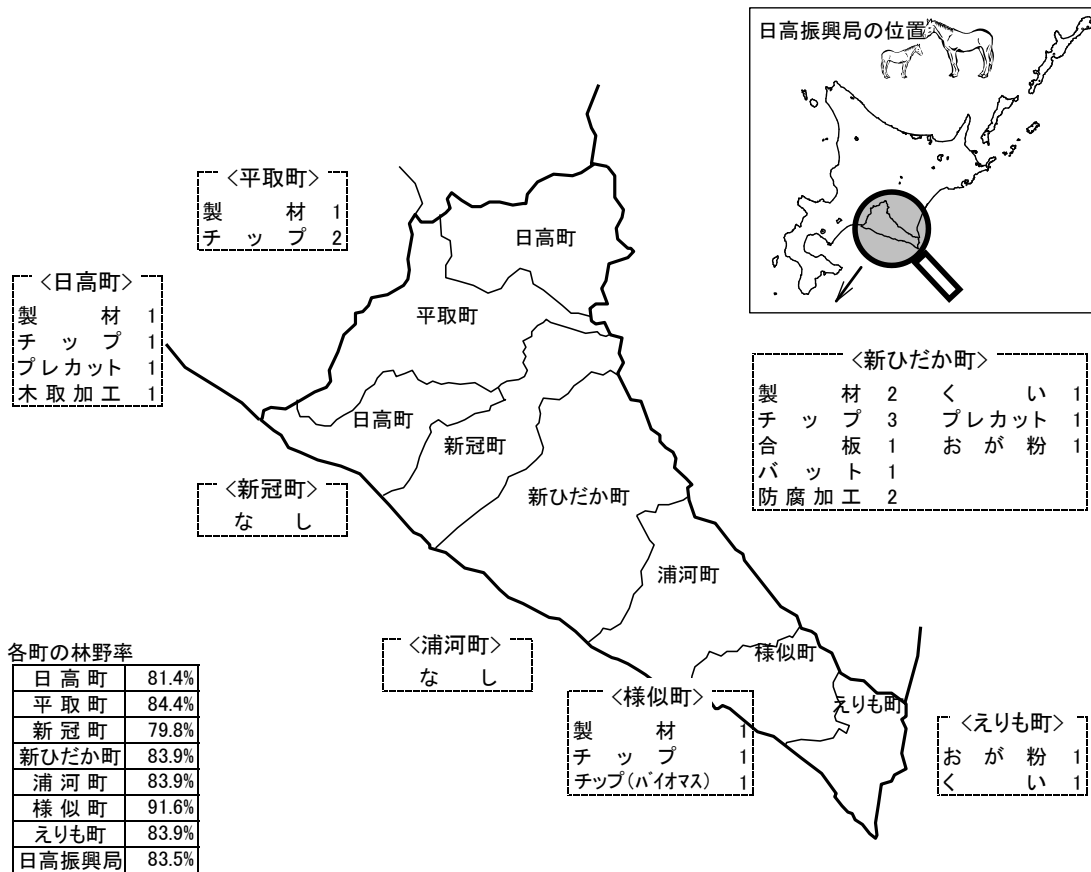 日高振興局の位置
<平取町>
製材 1
チップ 2
<日高町>
製材 1
チップ 1
プレカット 1
木取加工 1
日高町
平取町
日高町
新冠町
新ひだか町
浦河町
様似町
えりも町
<新ひだか町>
製材 2 くい 1
チップ 3 プレカット 1
合板 1 おが粉 1
バット 1
防腐加工 2
<新冠町>
なし
<浦河町>
なし
<様似町>
製材 1
チップ 1
チップ(バイオマス) 1
<えりも町>
おが粉 1
くい 1
各町の林野率
日高町 81.4%
平取町 84.4%
新冠町 79.8%
新ひだか町 83.9%
浦河町 83.9%
様似町 91.6%
えりも町 83.9%
日高振興局 83.5%